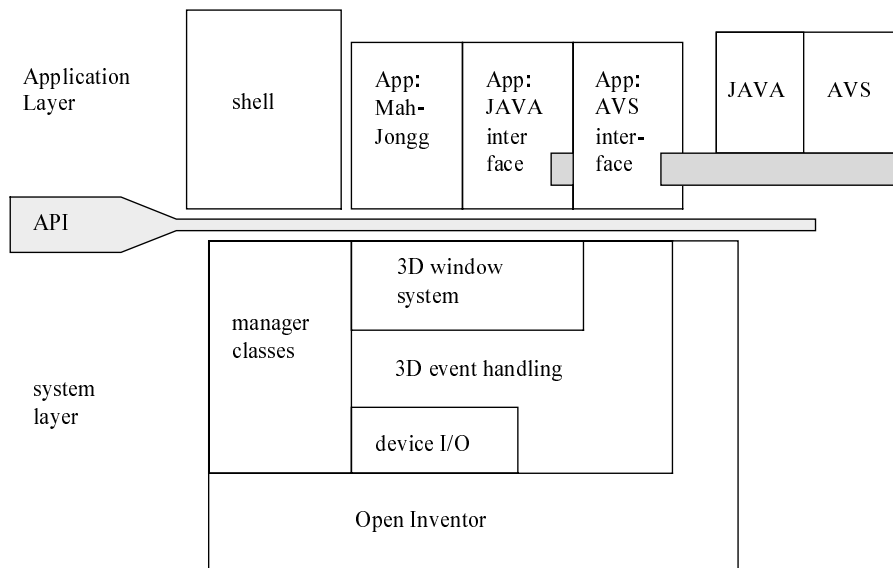 Application
Layer
shell
App:
Mah-
Jongg
App:
JAVA
inter
face
App:
AVS
inter-
face
JAVA
AVS
API
3D window
system
manager
classes
3D event handling
system
layer
device I/O
Open Inventor